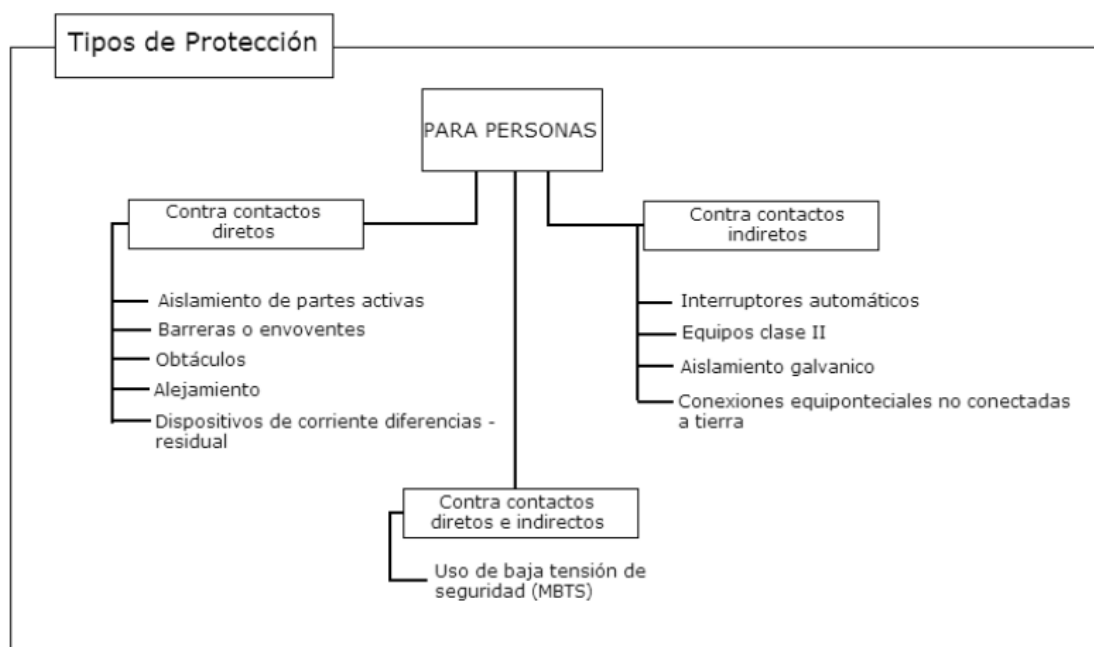 Tipos de Protección
PARA PERSONAS
Contra contactos
diretos
Aislamiento de partes activas
Barreras o envoventes
Obtáculos
Alejamiento
Dispositivos de corriente diferencias -
residual
Contra contactos
indiretos
Interruptores automáticos
Equipos clase II
Aislamiento galvanico
Conexiones equiponteciales no conectadas
a tierra
Contra contactos
diretos e indirectos
Uso de baja tensión de
seguridad (MBTS)